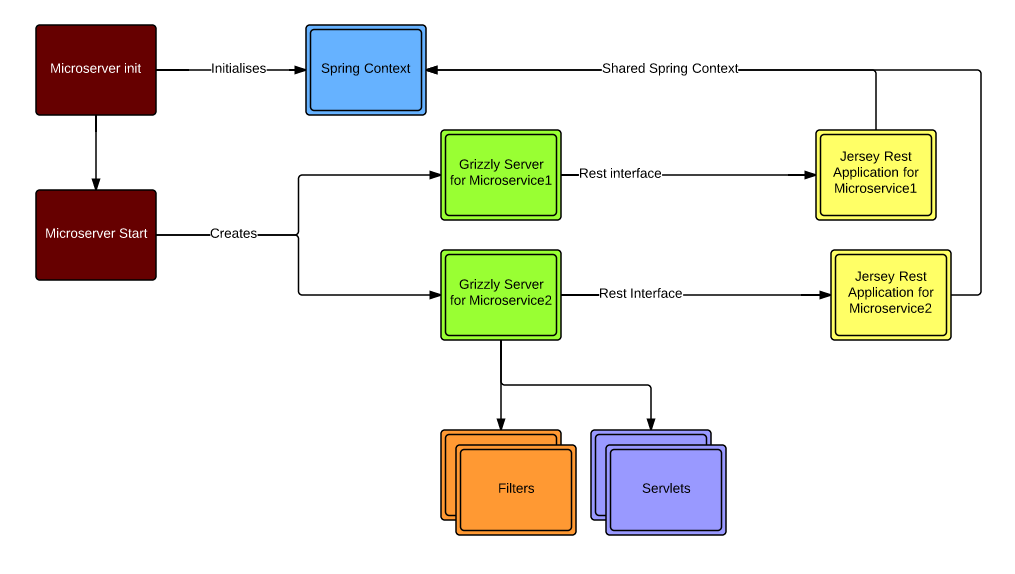 Microserver init
Initialises
Spring Context
Shared Spring Context
Grizzly Server
for Microservice1
Rest interface
Jersey Rest
Application for
Microservice1
Microserver Start
Creates
Grizzly Server
for Microservice2
Rest Interface
Jersey Rest
Application for
Microservice2
Filters
Servlets